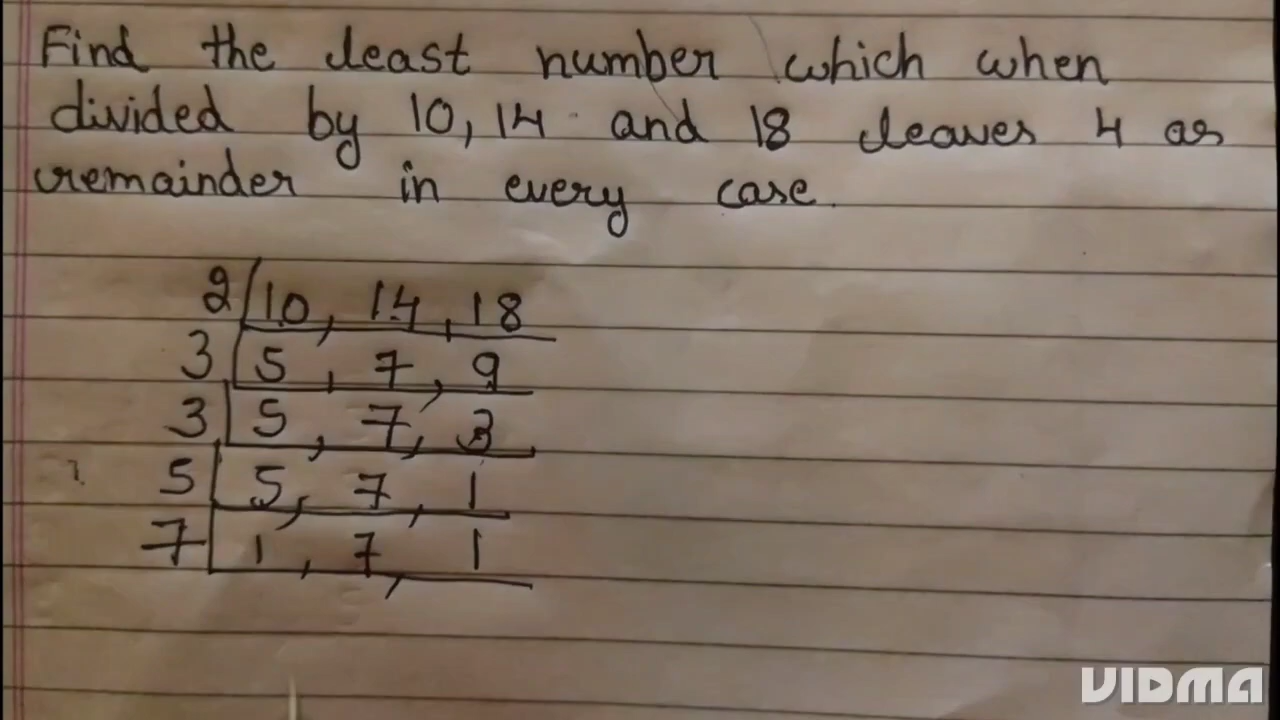 Find the least number which when
divided by 10, 14 and 18 leaves 4 as
remainder in every case.
2 10, 14, 18
3 5, 7, 9
3 5, 7, 3
5 5, 7, 1
7 1, 7, 1
VIDMA